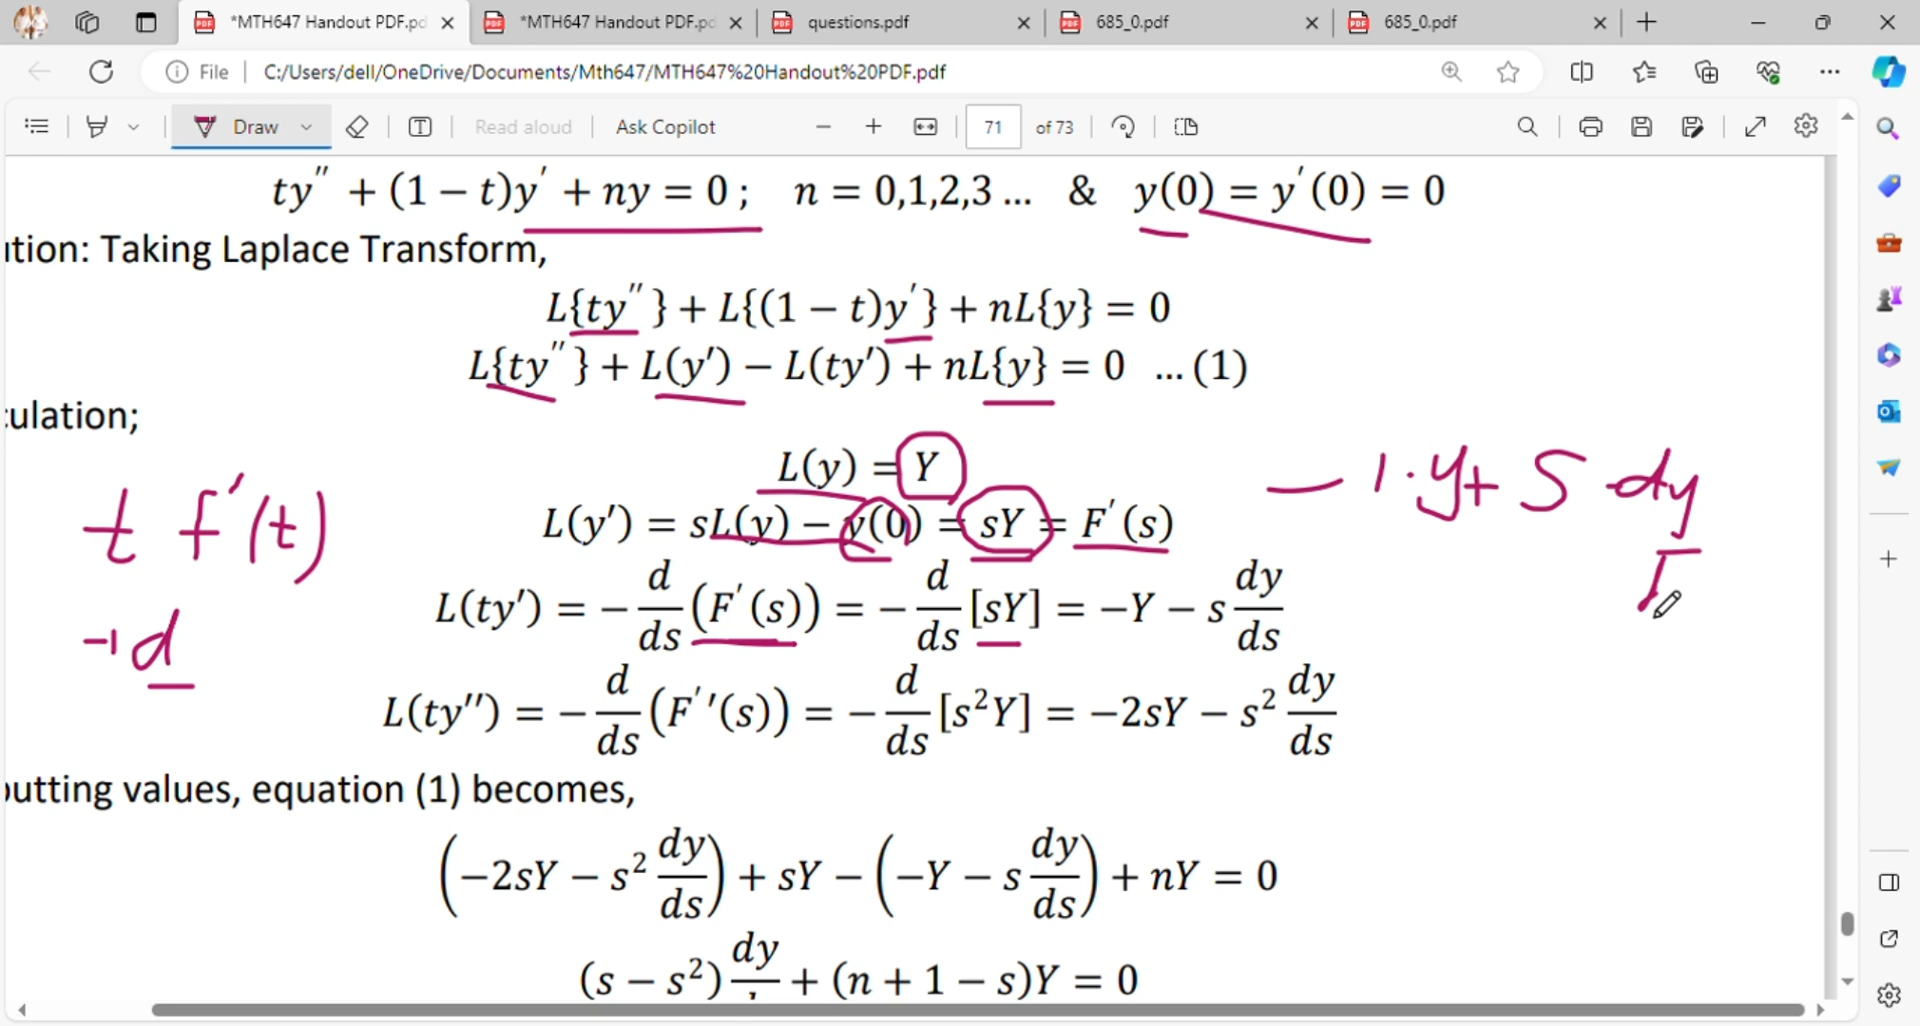 *MTH647 Handout PDF.pd
*MTH647 Handout PDF.pd
questions.pdf
685_0.pdf
685_0.pdf
File
C:/Users/dell/OneDrive/Documents/Mth647/MTH647%20Handout%20PDF.pdf
Draw
Read aloud
Ask Copilot
71 of 73
ty'' + (1 − t)y' + ny = 0 ; n = 0,1,2,3 ... & y(0) = y'(0) = 0
ition: Taking Laplace Transform,
L{ty''} + L{(1 − t)y'} + nL{y} = 0
L{ty''} + L(y') − L(ty') + nL{y} = 0 ... (1)
culation;
L(y) = Y
L(y') = sL(y) − y(0) = sY = F'(s)
L(ty') = − d/ds (F'(s)) = − d/ds [sY] = −Y − s dy/ds
L(ty'') = − d/ds (F''(s)) = − d/ds [s²Y] = −2sY − s² dy/ds
t f'(t)
−1 d
− 1 · y + S dy
putting values, equation (1) becomes,
(−2sY − s² dy/ds) + sY − (−Y − s dy/ds) + nY = 0
(s − s²) dy + (n + 1 − s)Y = 0